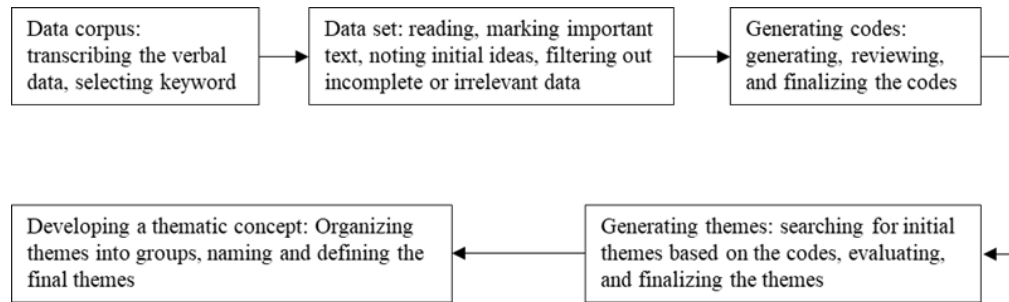 Data corpus:
transcribing the verbal
data, selecting keyword
Data set: reading, marking important
text, noting initial ideas, filtering out
incomplete or irrelevant data
Generating codes:
generating, reviewing,
and finalizing the codes
Generating themes: searching for initial
themes based on the codes, evaluating,
and finalizing the themes
Developing a thematic concept: Organizing
themes into groups, naming and defining the
final themes